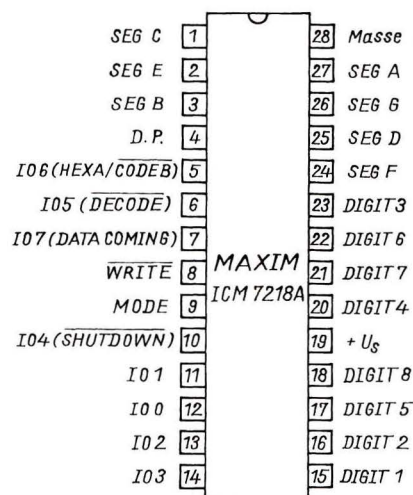 SEG C 1 28 Masse
SEG E 2 27 SEG A
SEG B 3 26 SEG G
D.P. 4 25 SEG D
IO6 (HEXA/CODEB) 5 24 SEG F
IO5 (DECODE) 6 23 DIGIT 3
IO7 (DATA COMING) 7 22 DIGIT 6
WRITE 8 21 DIGIT 7
MAXIM
ICM 7218A
MODE 9 20 DIGIT 4
IO4 (SHUTDOWN) 10 19 + Us
IO1 11 18 DIGIT 8
IO0 12 17 DIGIT 5
IO2 13 16 DIGIT 2
IO3 14 15 DIGIT 1